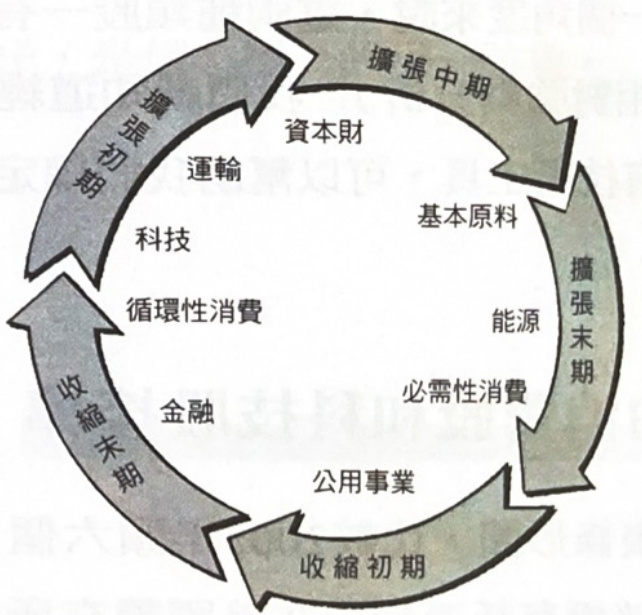 擴張中期
資本財
擴張初期
運輸
基本原料
科技
擴張末期
循環性消費
能源
必需性消費
收縮末期
金融
公用事業
收縮初期